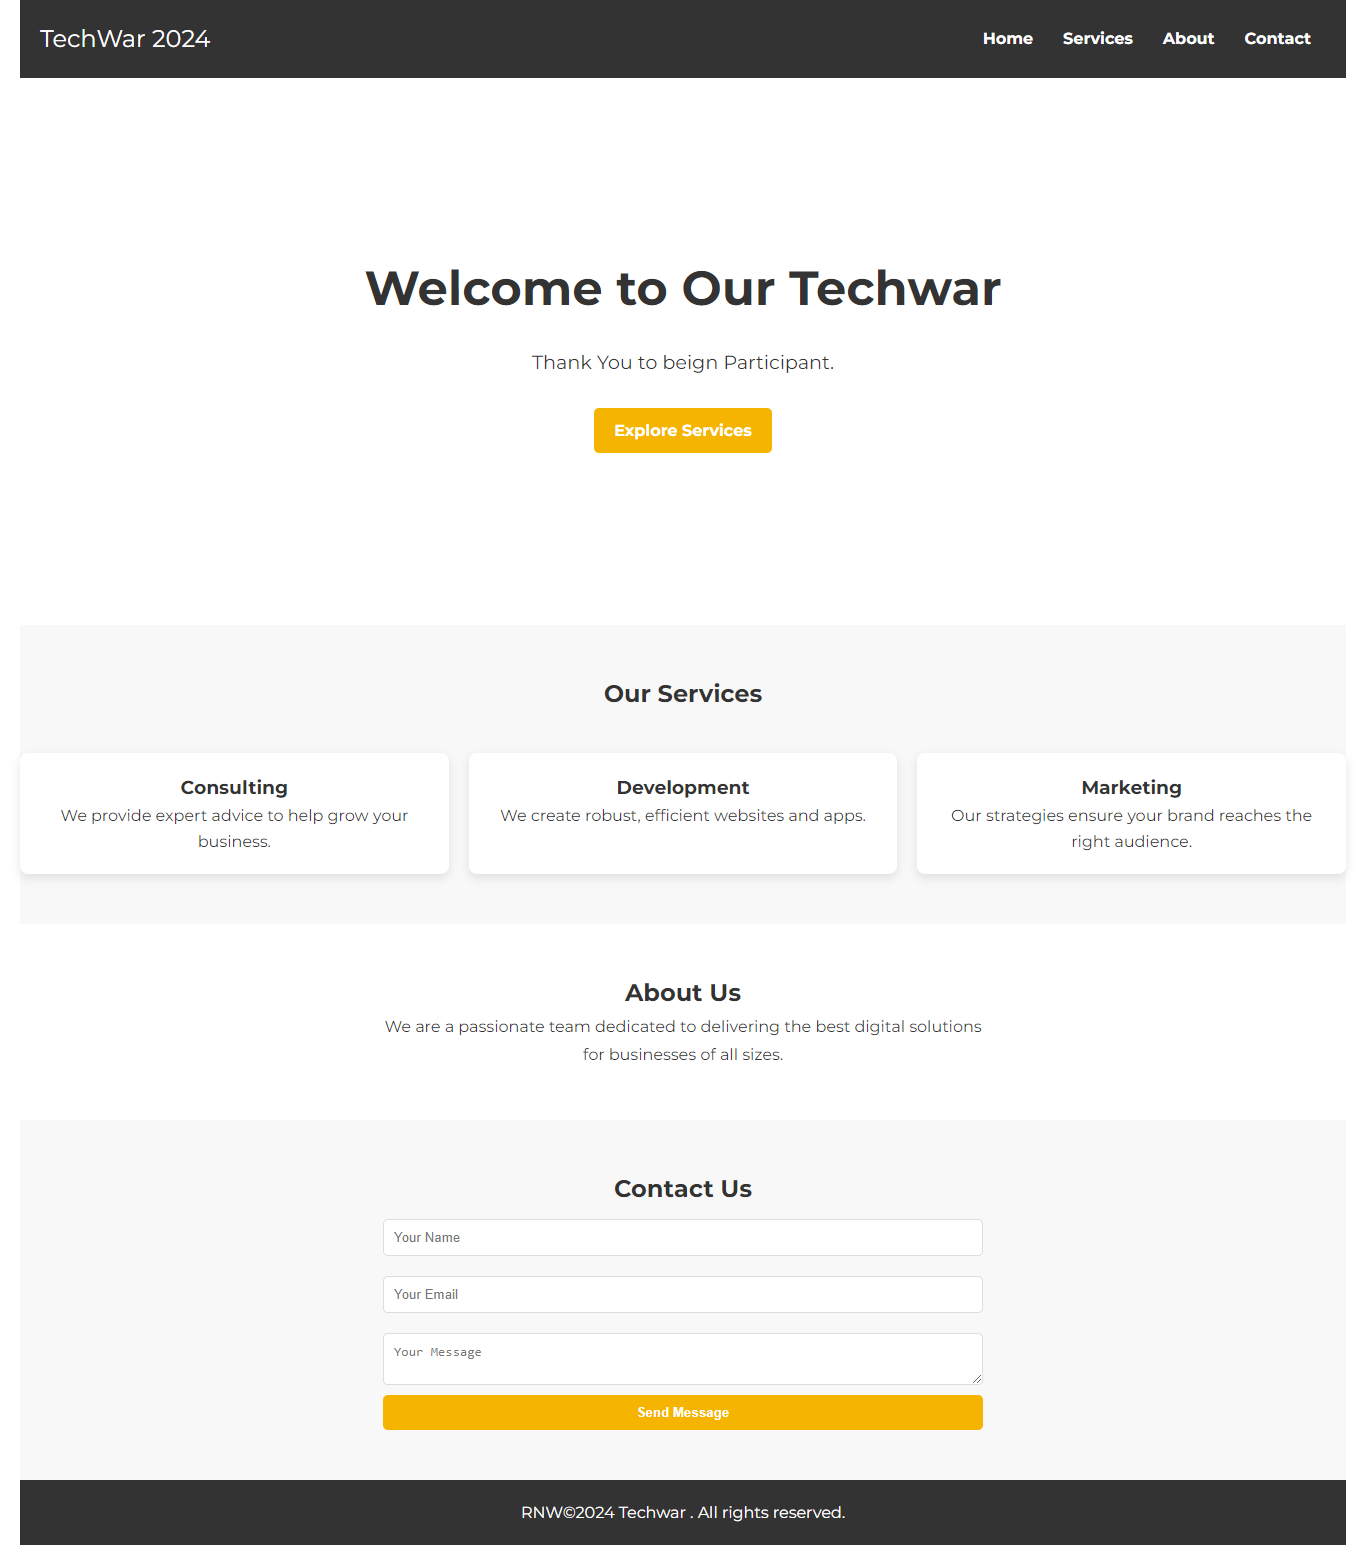 TechWar 2024
Home Services About Contact
Welcome to Our Techwar
Thank You to beign Participant.
Explore Services
Our Services
Consulting
We provide expert advice to help grow your
business.
Development
We create robust, efficient websites and apps.
Marketing
Our strategies ensure your brand reaches the
right audience.
About Us
We are a passionate team dedicated to delivering the best digital solutions
for businesses of all sizes.
Contact Us
Your Name
Your Email
Your Message
Send Message
RNW©2024 Techwar . All rights reserved.